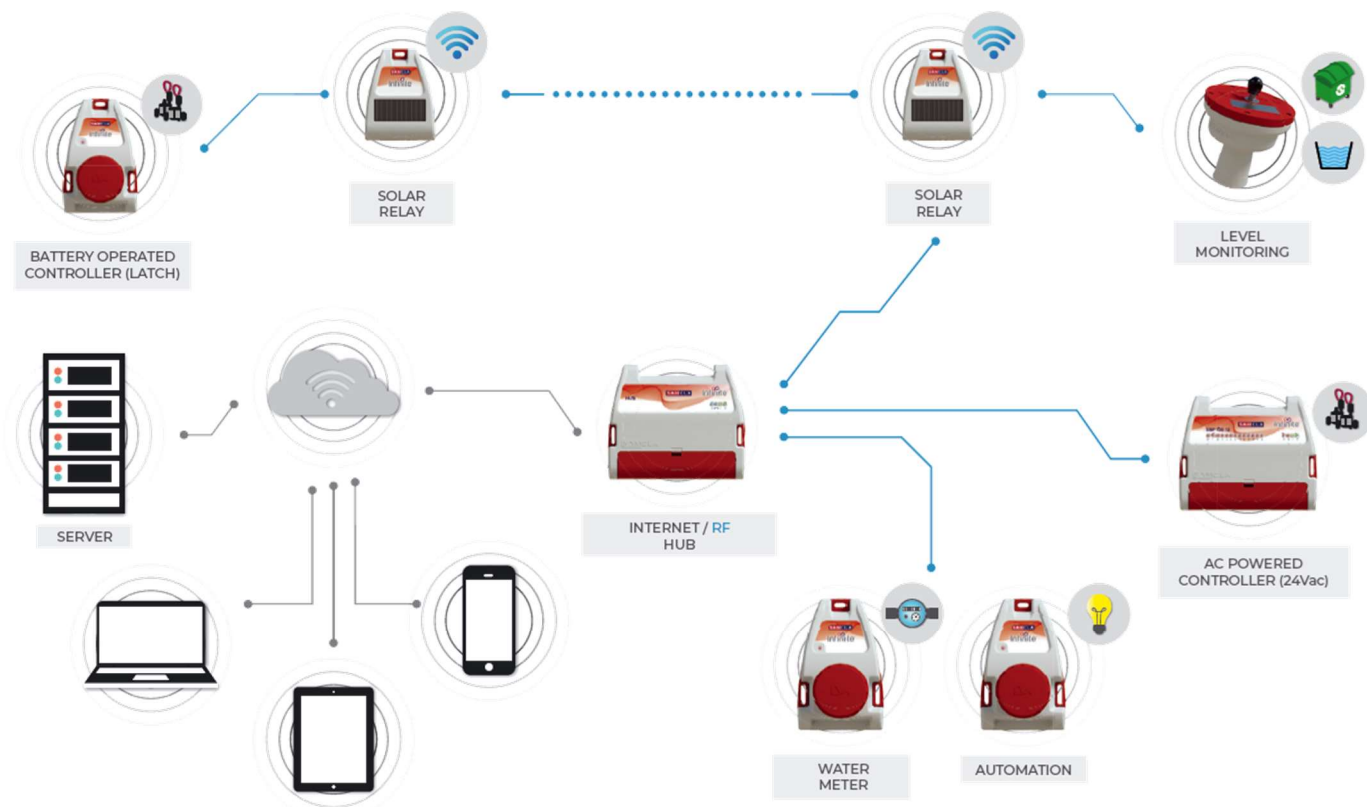 SOLAR
RELAY
SOLAR
RELAY
LEVEL
MONITORING
BATTERY OPERATED
CONTROLLER (LATCH)
S
HUB
SERVER
INTERNET / RF
HUB
AC POWERED
CONTROLLER (24Vac)
WATER
METER
AUTOMATION